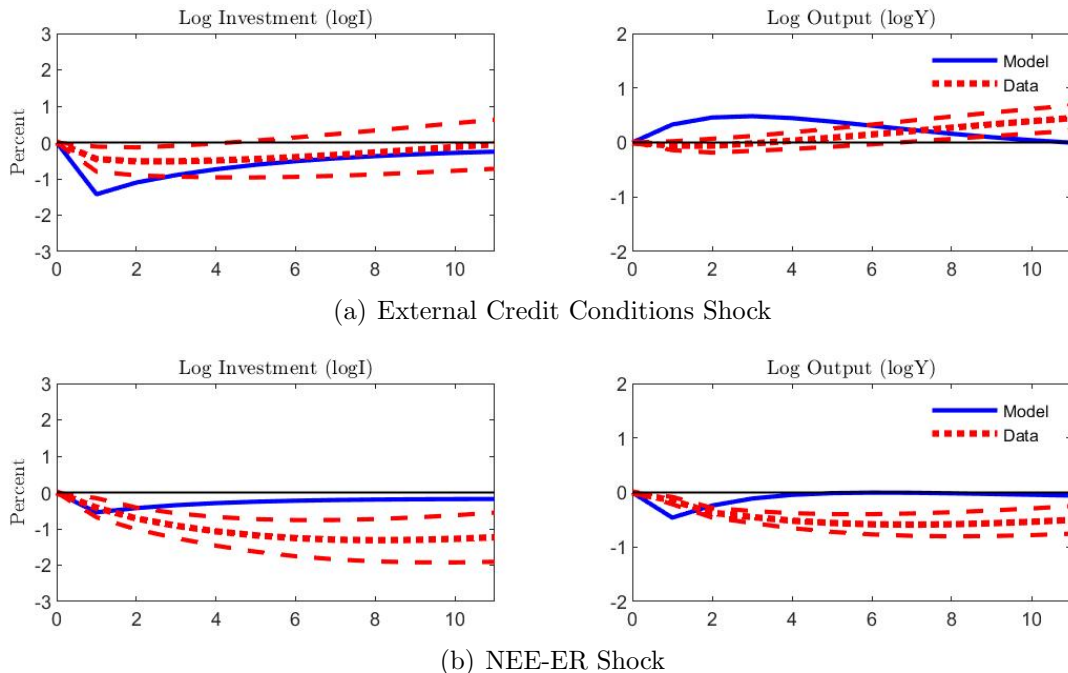 Log Investment (logI)
Log Output (logY)
Percent
3
2
1
0
-1
-2
-3
0 2 4 6 8 10
2
1
0
-1
-2
0 2 4 6 8 10
Model
Data
(a) External Credit Conditions Shock
Log Investment (logI)
Log Output (logY)
Percent
3
2
1
0
-1
-2
-3
0 2 4 6 8 10
2
1
0
-1
-2
0 2 4 6 8 10
Model
Data
(b) NEE-ER Shock